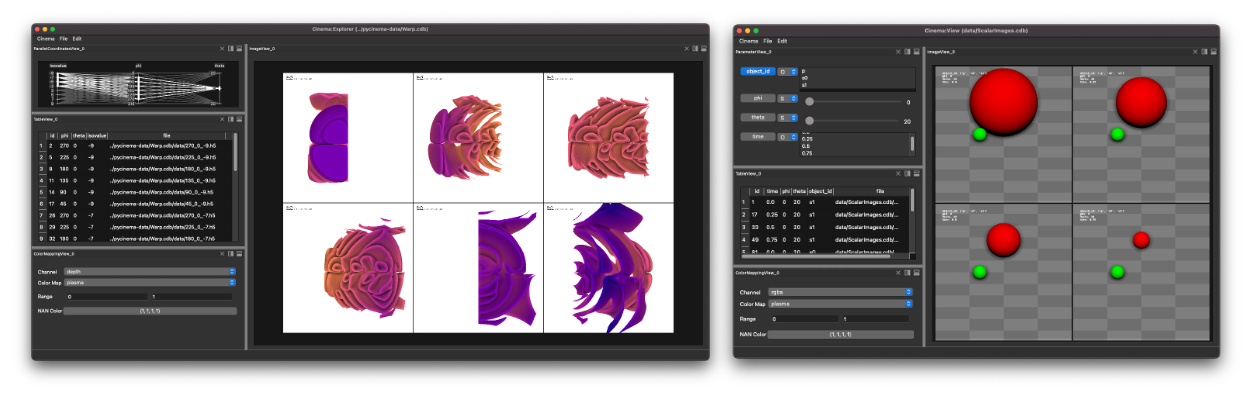 Cinema:Explorer (../pycinema-data/Warp.cdb)
Cinema File Edit
ParallelCoordinatesView_0
isovalue phi theta
TableView_0
id phi theta isovalue file
1 2 270 0 -9 ../pycinema-data/Warp.cdb/data/270_0_-9.h5
2 5 225 0 -9 ../pycinema-data/Warp.cdb/data/225_0_-9.h5
3 8 180 0 -9 ../pycinema-data/Warp.cdb/data/180_0_-9.h5
4 11 135 0 -9 ../pycinema-data/Warp.cdb/data/135_0_-9.h5
5 14 90 0 -9 ../pycinema-data/Warp.cdb/data/90_0_-9.h5
6 17 45 0 -9 ../pycinema-data/Warp.cdb/data/45_0_-9.h5
7 26 270 0 -7 ../pycinema-data/Warp.cdb/data/270_0_-7.h5
8 29 225 0 -7 ../pycinema-data/Warp.cdb/data/225_0_-7.h5
9 32 180 0 -7 ../pycinema-data/Warp.cdb/data/180_0_-7.h5
ColorMappingView_0
Channel depth
Color Map plasma
Range 0 1
NAN Color (1, 1, 1, 1)
ImageView_0
Cinema:View (data/ScalarImages.cdb)
Cinema File Edit
ParameterView_0
object_id O p
s0
s1
phi S 0
theta S 20
time O
0.25
0.5
0.75
TableView_0
id time phi theta object_id file
1 1 0.0 0 20 s1 data/ScalarImages.cdb/...
2 17 0.25 0 20 s1 data/ScalarImages.cdb/...
3 33 0.5 0 20 s1 data/ScalarImages.cdb/...
4 49 0.75 0 20 s1 data/ScalarImages.cdb/...
ColorMappingView_0
Channel rgba
Color Map plasma
Range 0 1
NAN Color (1, 1, 1, 1)
ImageView_0